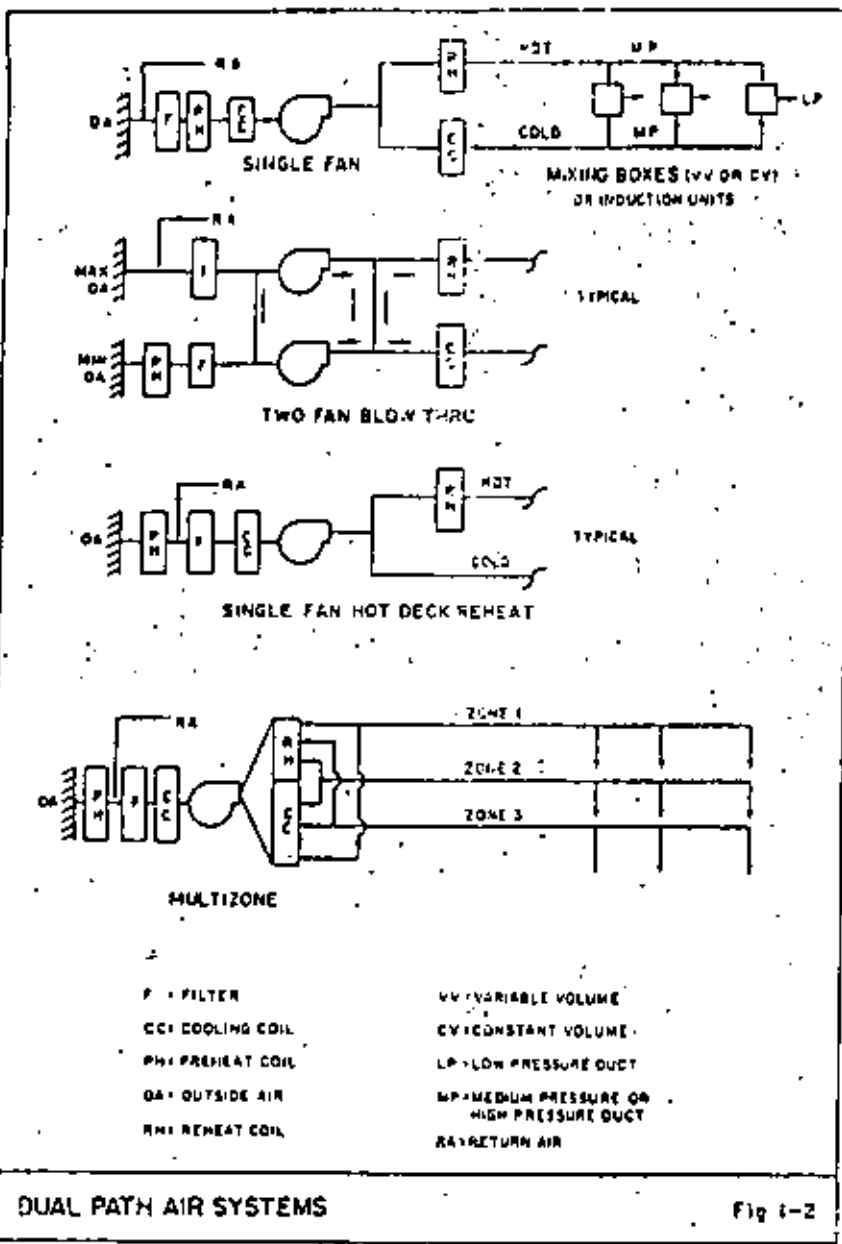 RA
HOT
MP
OA
F
LP
COLD
MP
SINGLE FAN
MIXING BOXES (VV OR CV)
OR INDUCTION UNITS
RA
MAX
OA
F
TYPICAL
MIN
OA
PH
F
CC
TWO FAN BLOW THRU
RA
HOT
OA
PH
F
CC
RH
TYPICAL
COLD
SINGLE FAN HOT DECK REHEAT
RA
ZONE 1
RH
ZONE 2
OA
PH
F
CC
CC
ZONE 3
MULTIZONE
F = FILTER
CC = COOLING COIL
PH = PREHEAT COIL
OA = OUTSIDE AIR
RH = REHEAT COIL
VV = VARIABLE VOLUME
CV = CONSTANT VOLUME
LP = LOW PRESSURE DUCT
MP = MEDIUM PRESSURE OR
HIGH PRESSURE DUCT
RA = RETURN AIR
DUAL PATH AIR SYSTEMS
Fig 1-2